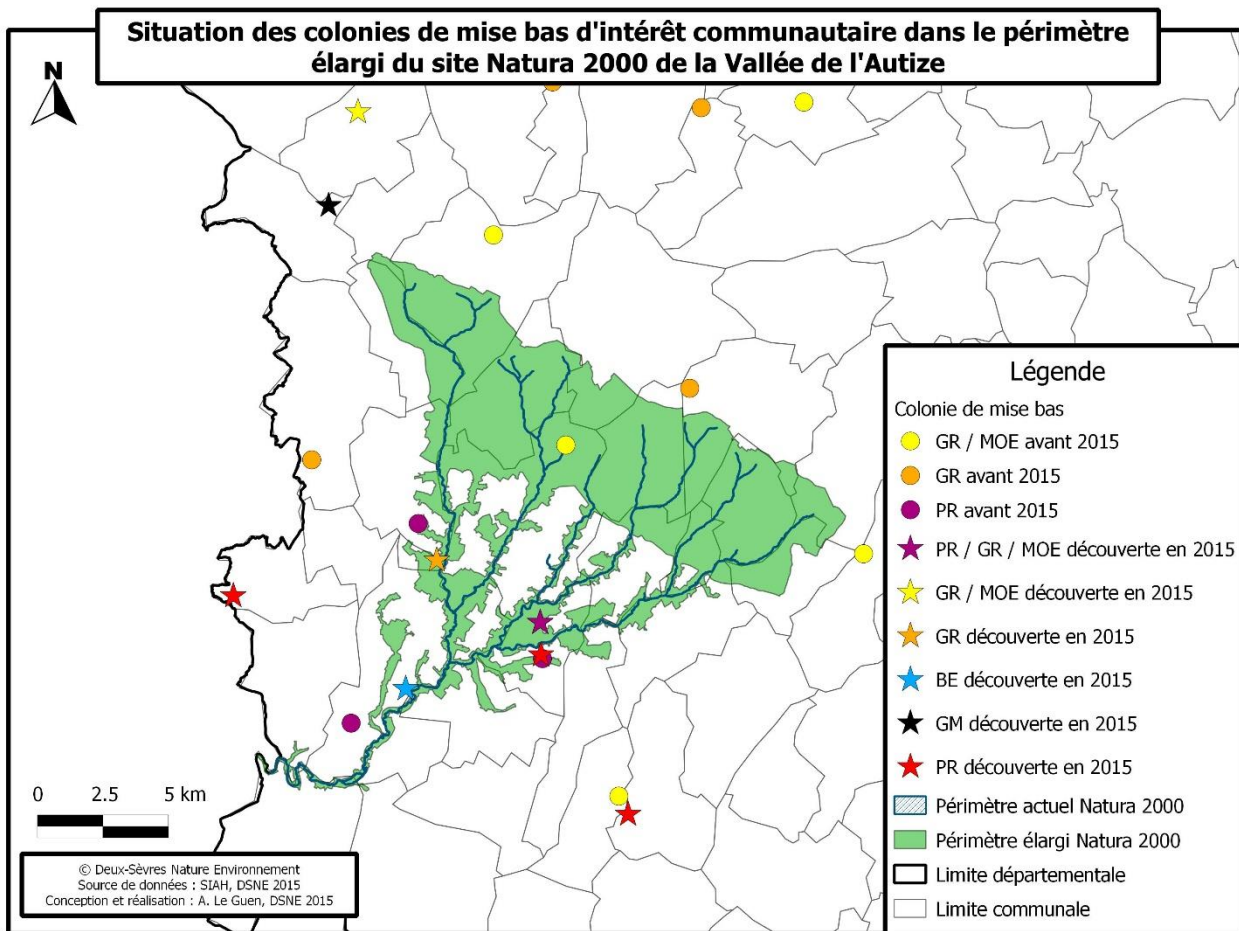 Situation des colonies de mise bas d'intérêt communautaire dans le périmètre
élargi du site Natura 2000 de la Vallée de l'Autize
N
Légende
Colonie de mise bas
GR / MOE avant 2015
GR avant 2015
PR avant 2015
PR / GR / MOE découverte en 2015
GR / MOE découverte en 2015
GR découverte en 2015
BE découverte en 2015
GM découverte en 2015
PR découverte en 2015
Périmètre actuel Natura 2000
Périmètre élargi Natura 2000
Limite départementale
Limite communale
0 2.5 5 km
© Deux-Sèvres Nature Environnement
Source de données : SIAH, DSNE 2015
Conception et réalisation : A. Le Guen, DSNE 2015